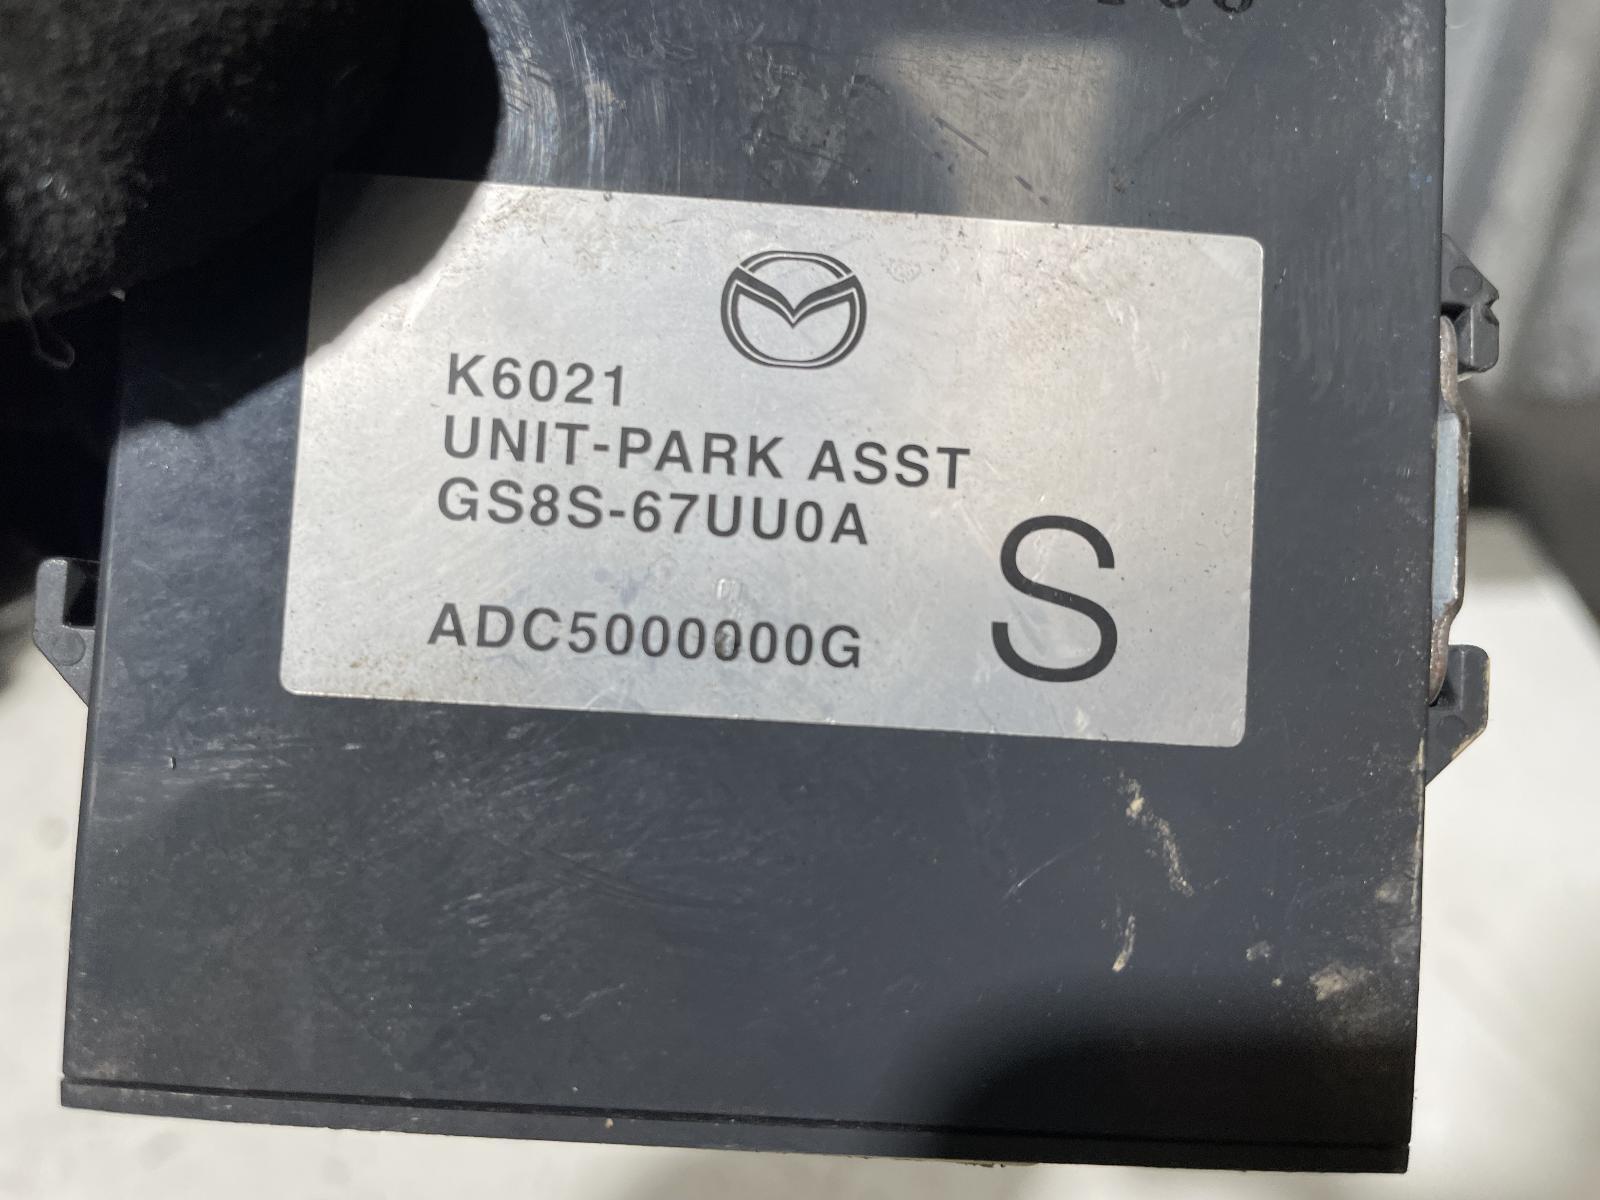 K6021
UNIT-PARK ASST
GS8S-67UU0A
S
ADC5000000G